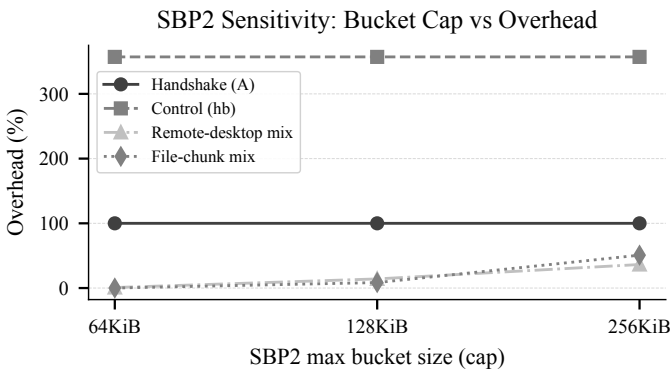 SBP2 Sensitivity: Bucket Cap vs Overhead
Overhead (%)
300
200
100
0
Handshake (A)
Control (hb)
Remote-desktop mix
File-chunk mix
64KiB
128KiB
256KiB
SBP2 max bucket size (cap)